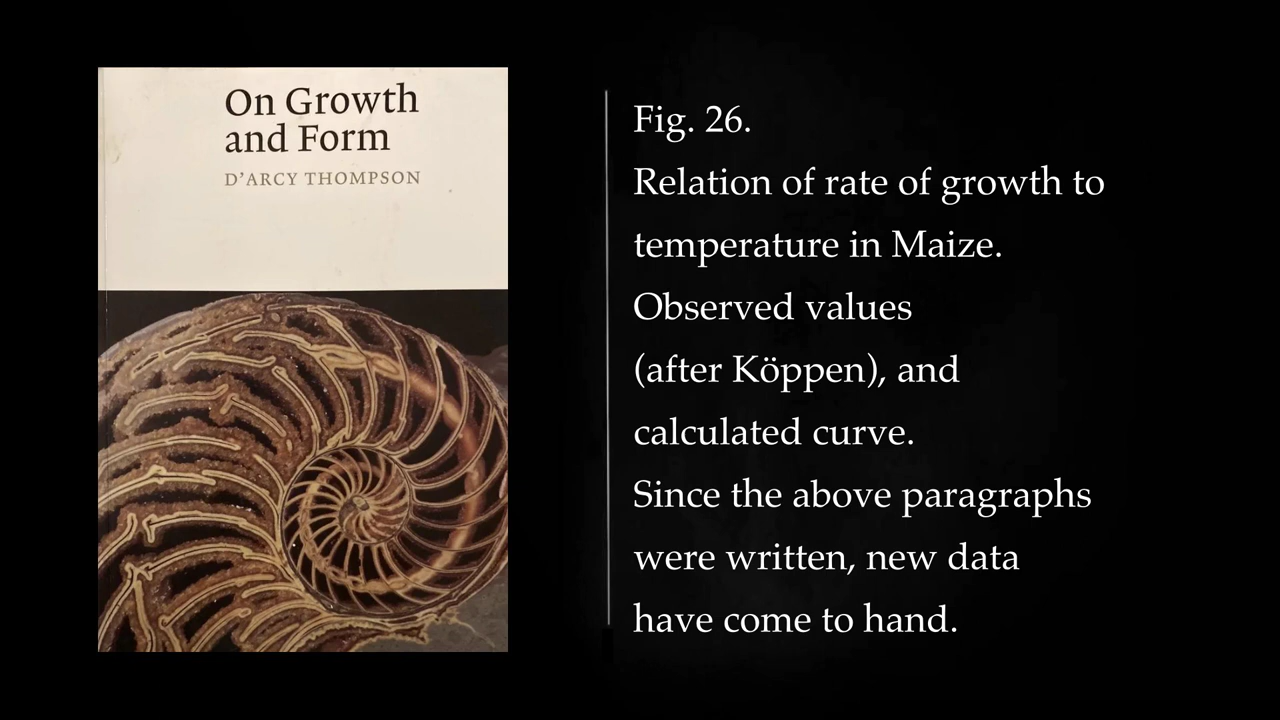 On Growth
and Form
D'ARCY THOMPSON
Fig. 26.
Relation of rate of growth to
temperature in Maize.
Observed values
(after Köppen), and
calculated curve.
Since the above paragraphs
were written, new data
have come to hand.